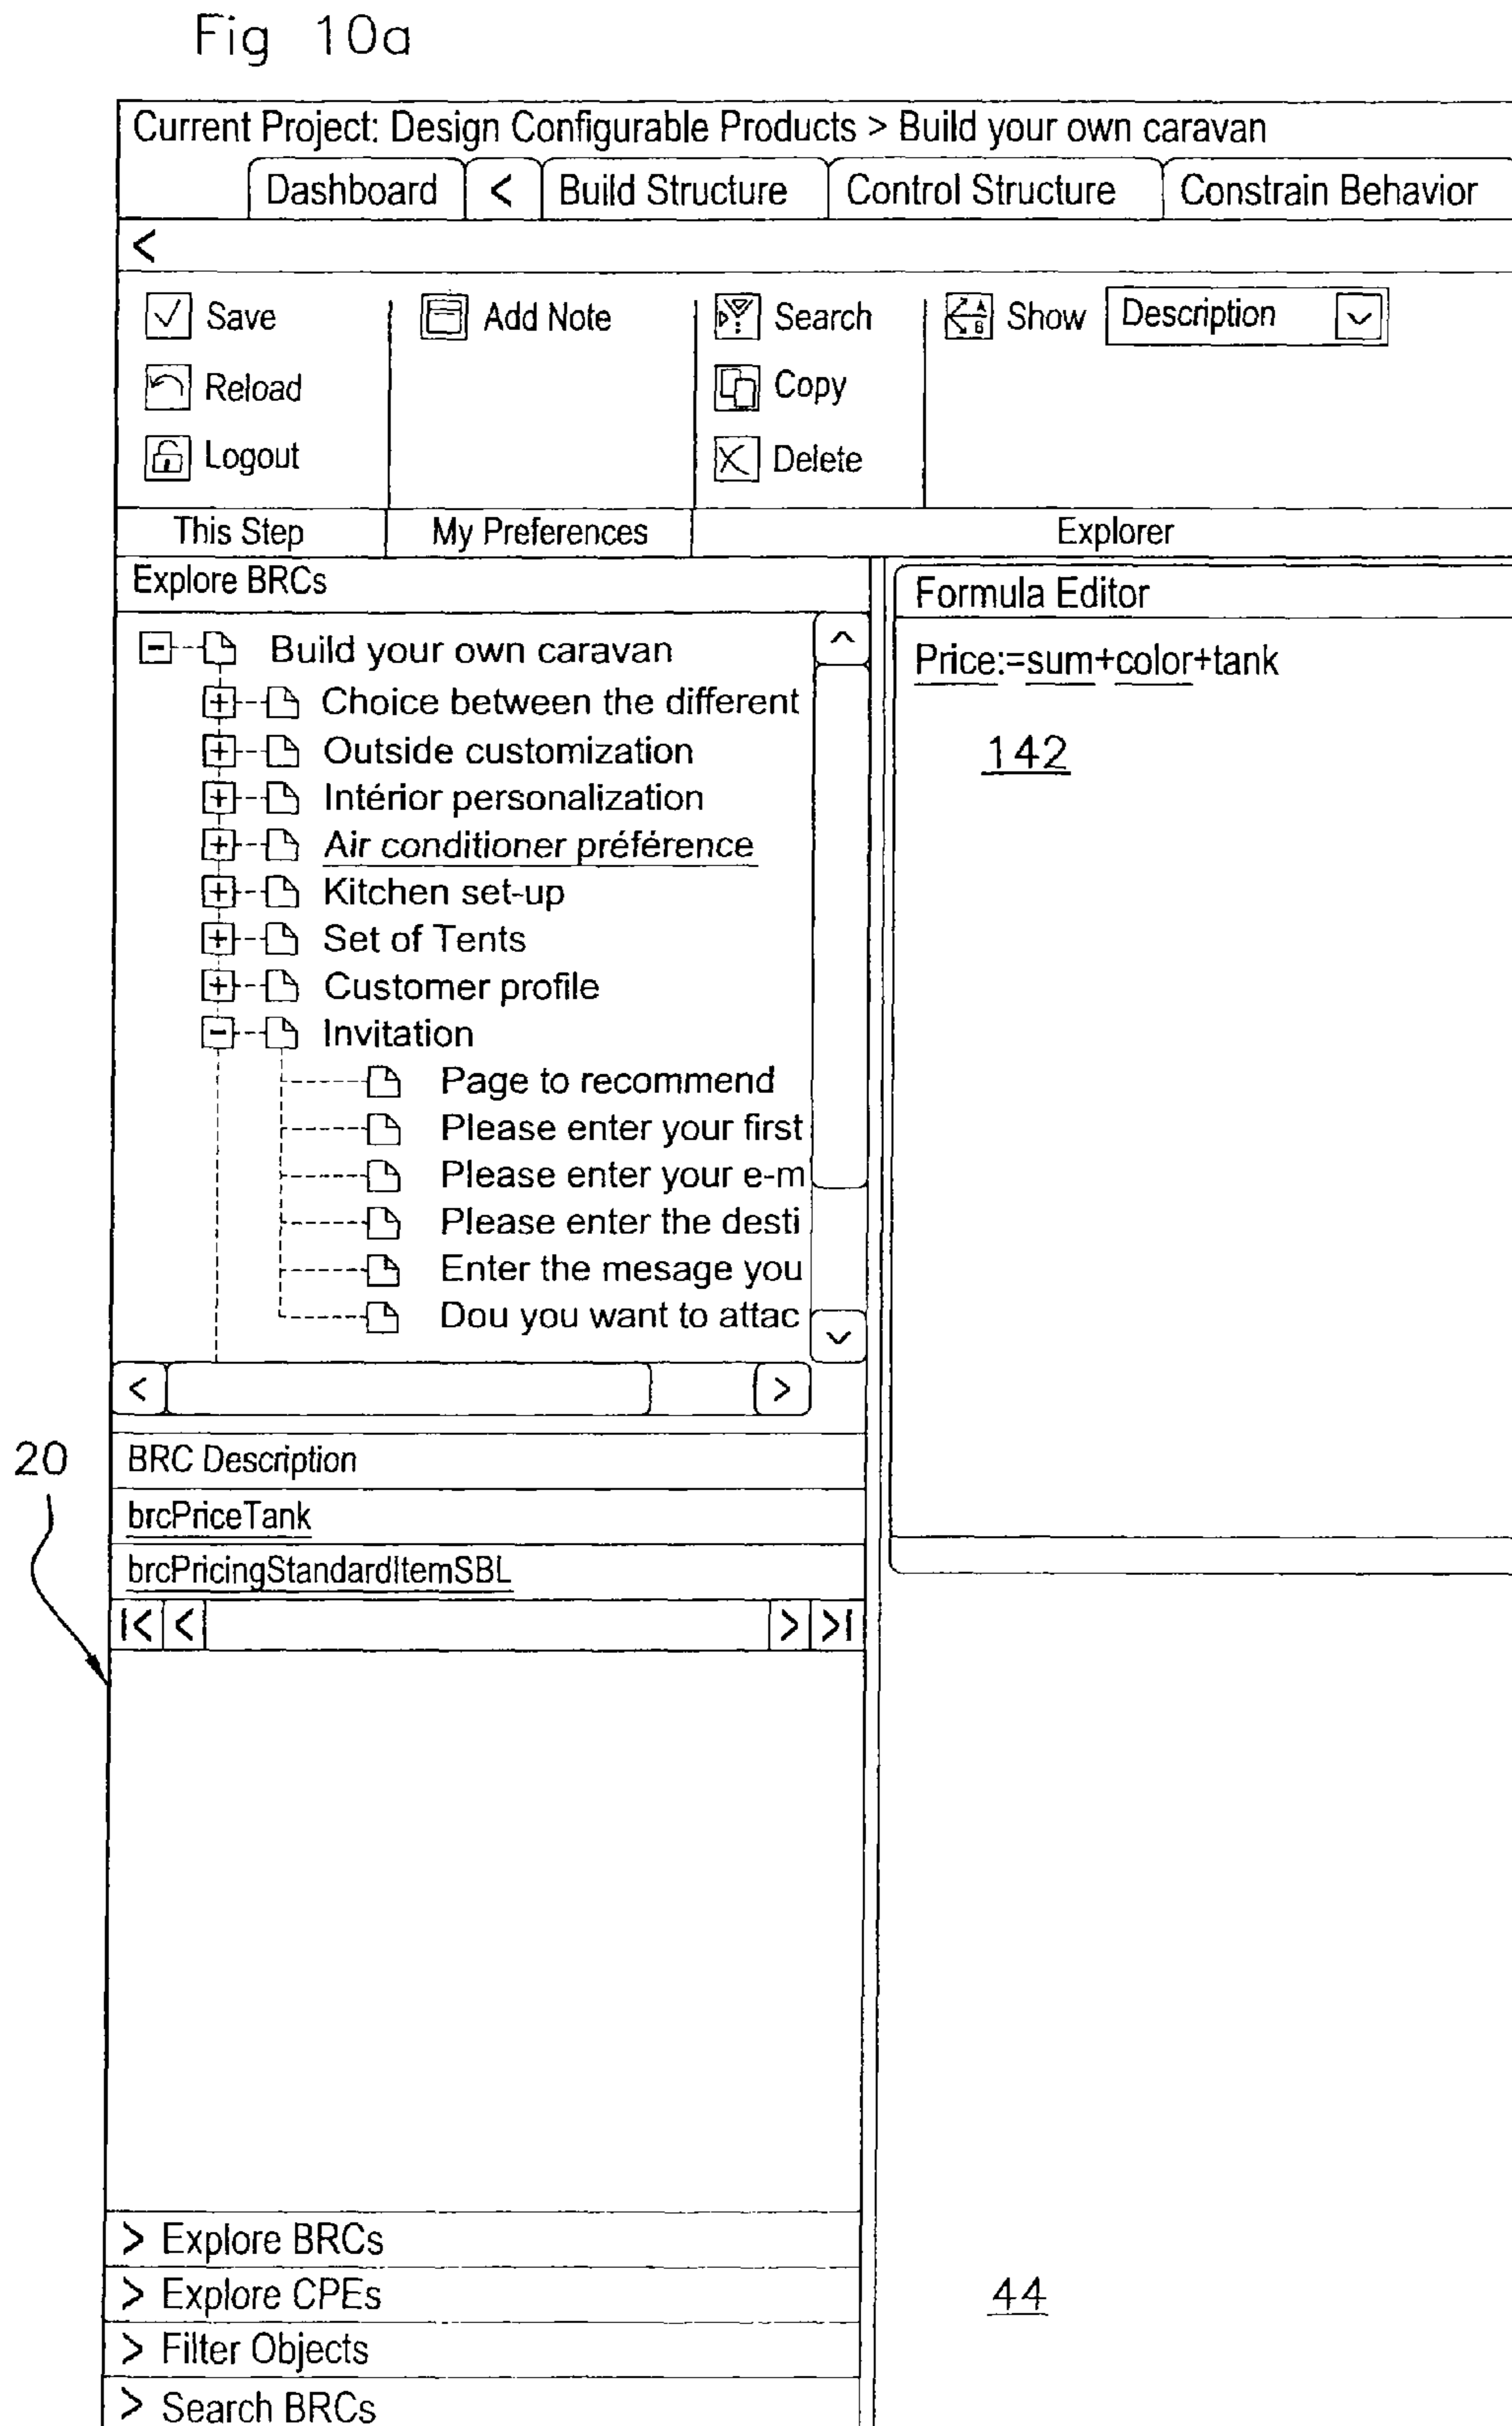 Fig 10a
Current Project: Design Configurable Products > Build your own caravan
Dashboard < Build Structure Control Structure Constrain Behavior
<
Save Add Note Search Show Description
Reload Copy
Logout Delete
This Step My Preferences Explorer
Explore BRCs
Formula Editor
Build your own caravan
Price:=sum+color+tank
Choice between the different
142
Outside customization
Intérior personalization
Air conditioner préférence
Kitchen set-up
Set of Tents
Customer profile
Invitation
Page to recommend
Please enter your first
Please enter your e-m
Please enter the desti
Enter the mesage you
Dou you want to attac
20
BRC Description
brcPriceTank
brcPricingStandardItemSBL
> Explore BRCs
> Explore CPEs
44
> Filter Objects
> Search BRCs